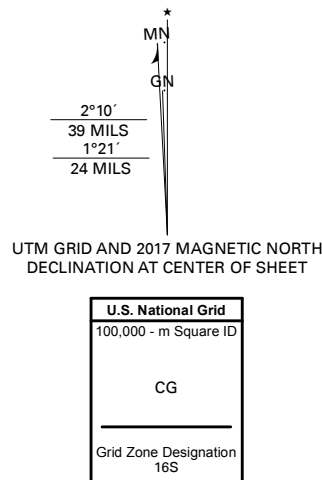 MN
GN
2°10´
39 MILS
1°21´
24 MILS
UTM GRID AND 2017 MAGNETIC NORTH
DECLINATION AT CENTER OF SHEET
U.S. National Grid
100,000 - m Square ID
CG
Grid Zone Designation
16S